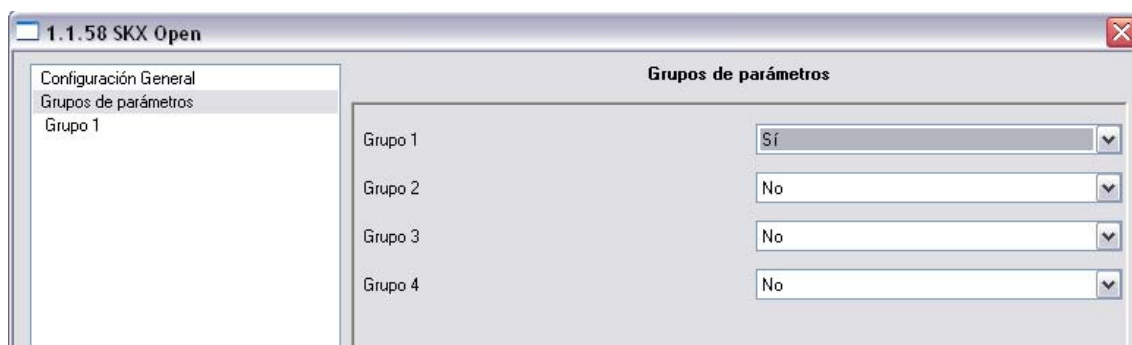 1.1.58 SKX Open
Configuración General
Grupos de parámetros
Grupo 1
Grupos de parámetros
Grupo 1 Sí
Grupo 2 No
Grupo 3 No
Grupo 4 No